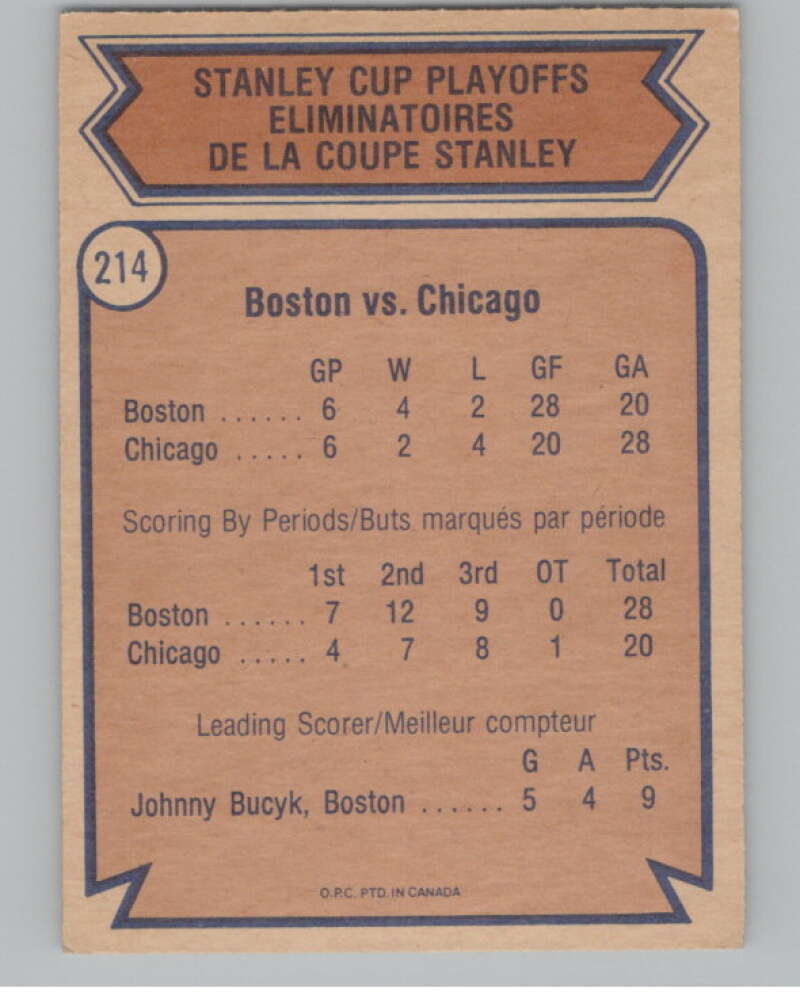 STANLEY CUP PLAYOFFS
ELIMINATOIRES
DE LA COUPE STANLEY
214
Boston vs. Chicago
GP W L GF GA
Boston ...... 6 4 2 28 20
Chicago ..... 6 2 4 20 28
Scoring By Periods/Buts marqués par période
1st 2nd 3rd OT Total
Boston ...... 7 12 9 0 28
Chicago ..... 4 7 8 1 20
Leading Scorer/Meilleur compteur
G A Pts.
Johnny Bucyk, Boston ...... 5 4 9
O.P.C. PTD. IN CANADA